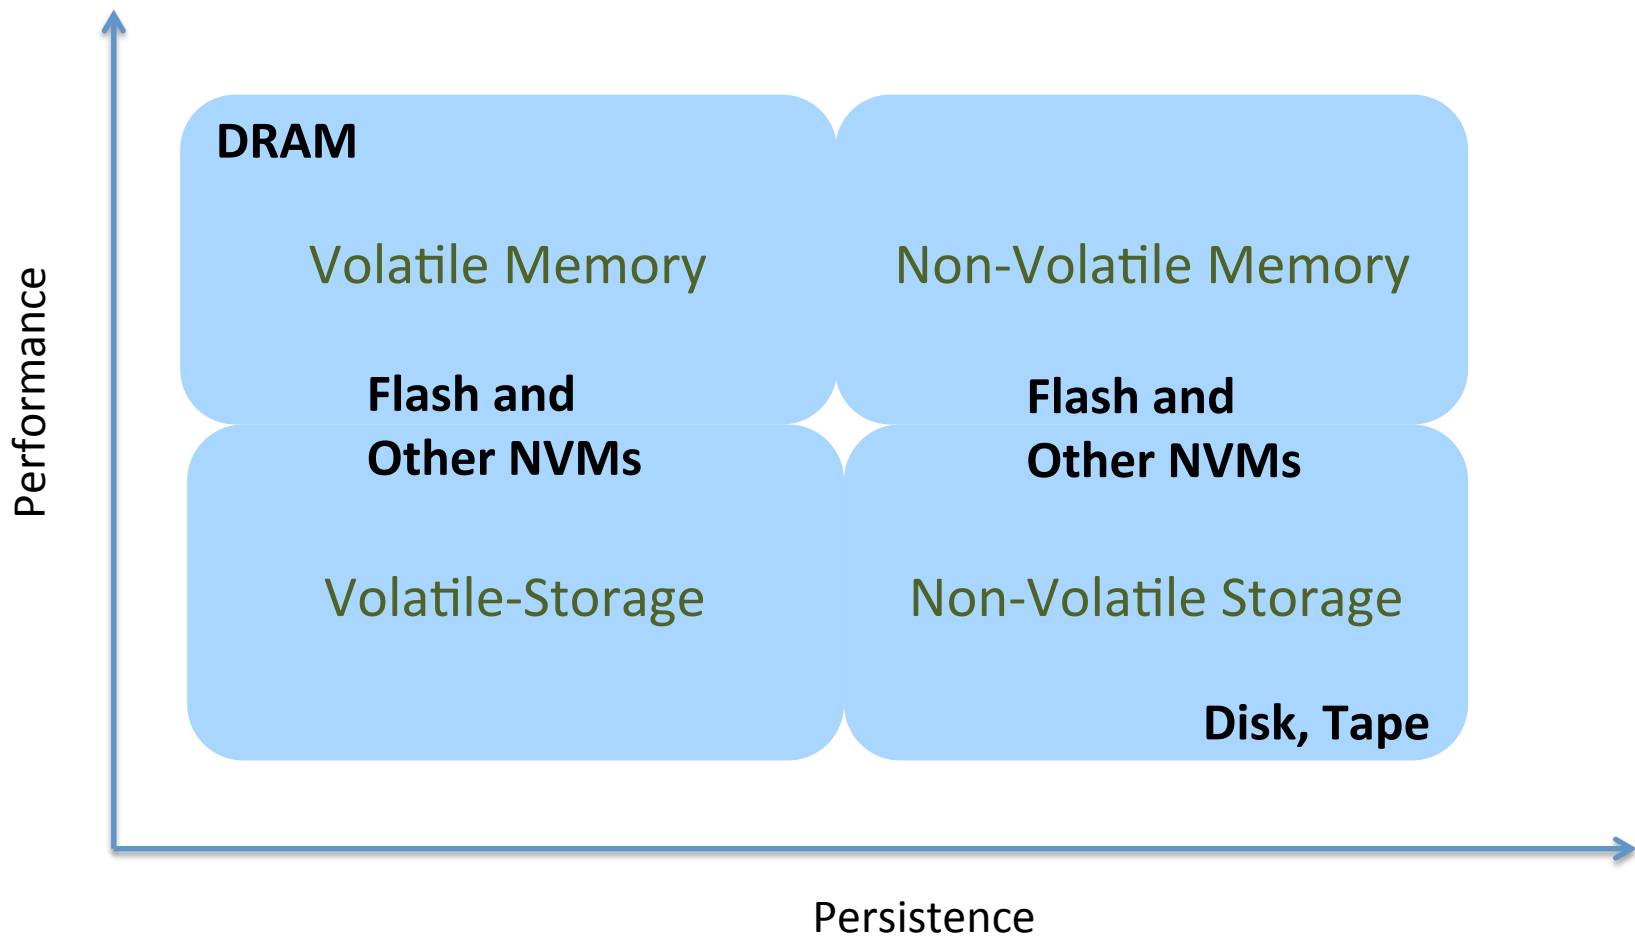 DRAM
Volatile Memory
Non-Volatile Memory
Performance
Flash and
Other NVMs
Flash and
Other NVMs
Volatile-Storage
Non-Volatile Storage
Disk, Tape
Persistence